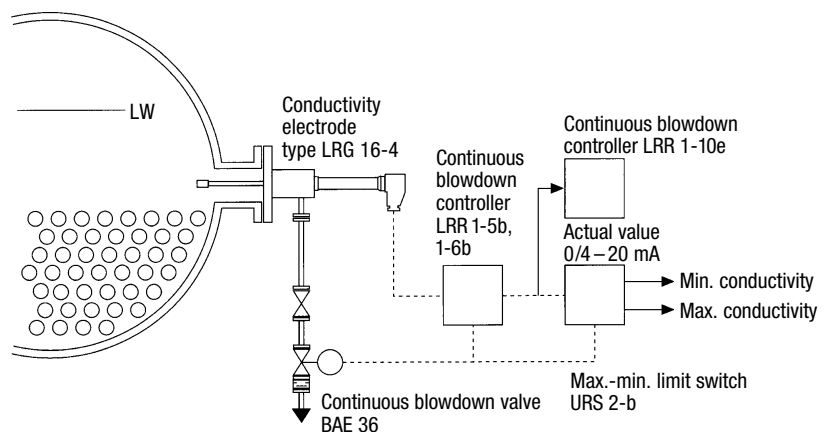 LW
Conductivity
electrode
type LRG 16-4
Continuous
blowdown
controller
LRR 1-5b,
1-6b
Continuous blowdown
controller LRR 1-10e
Actual value
0/4 – 20 mA
Min. conductivity
Max. conductivity
Max.-min. limit switch
URS 2-b
Continuous blowdown valve
BAE 36